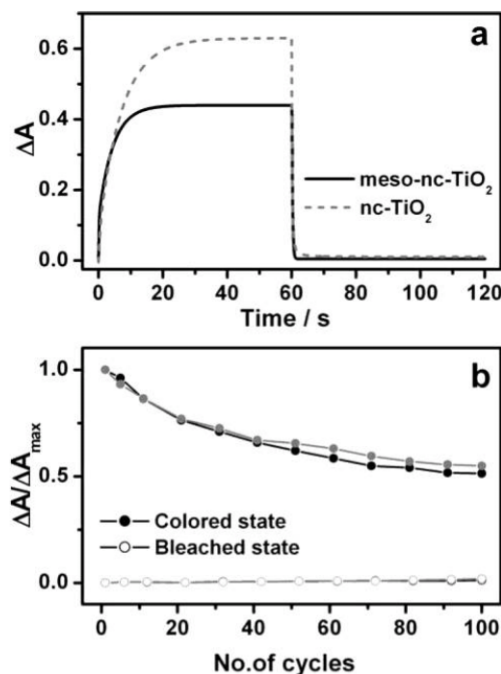 a
0.6
0.4
0.2
0.0
ΔA
meso-nc-TiO₂
nc-TiO₂
0 20 40 60 80 100 120
Time / s
b
1.0
0.5
0.0
ΔA/ΔAₘₐₓ
Colored state
Bleached state
0 20 40 60 80 100
No.of cycles